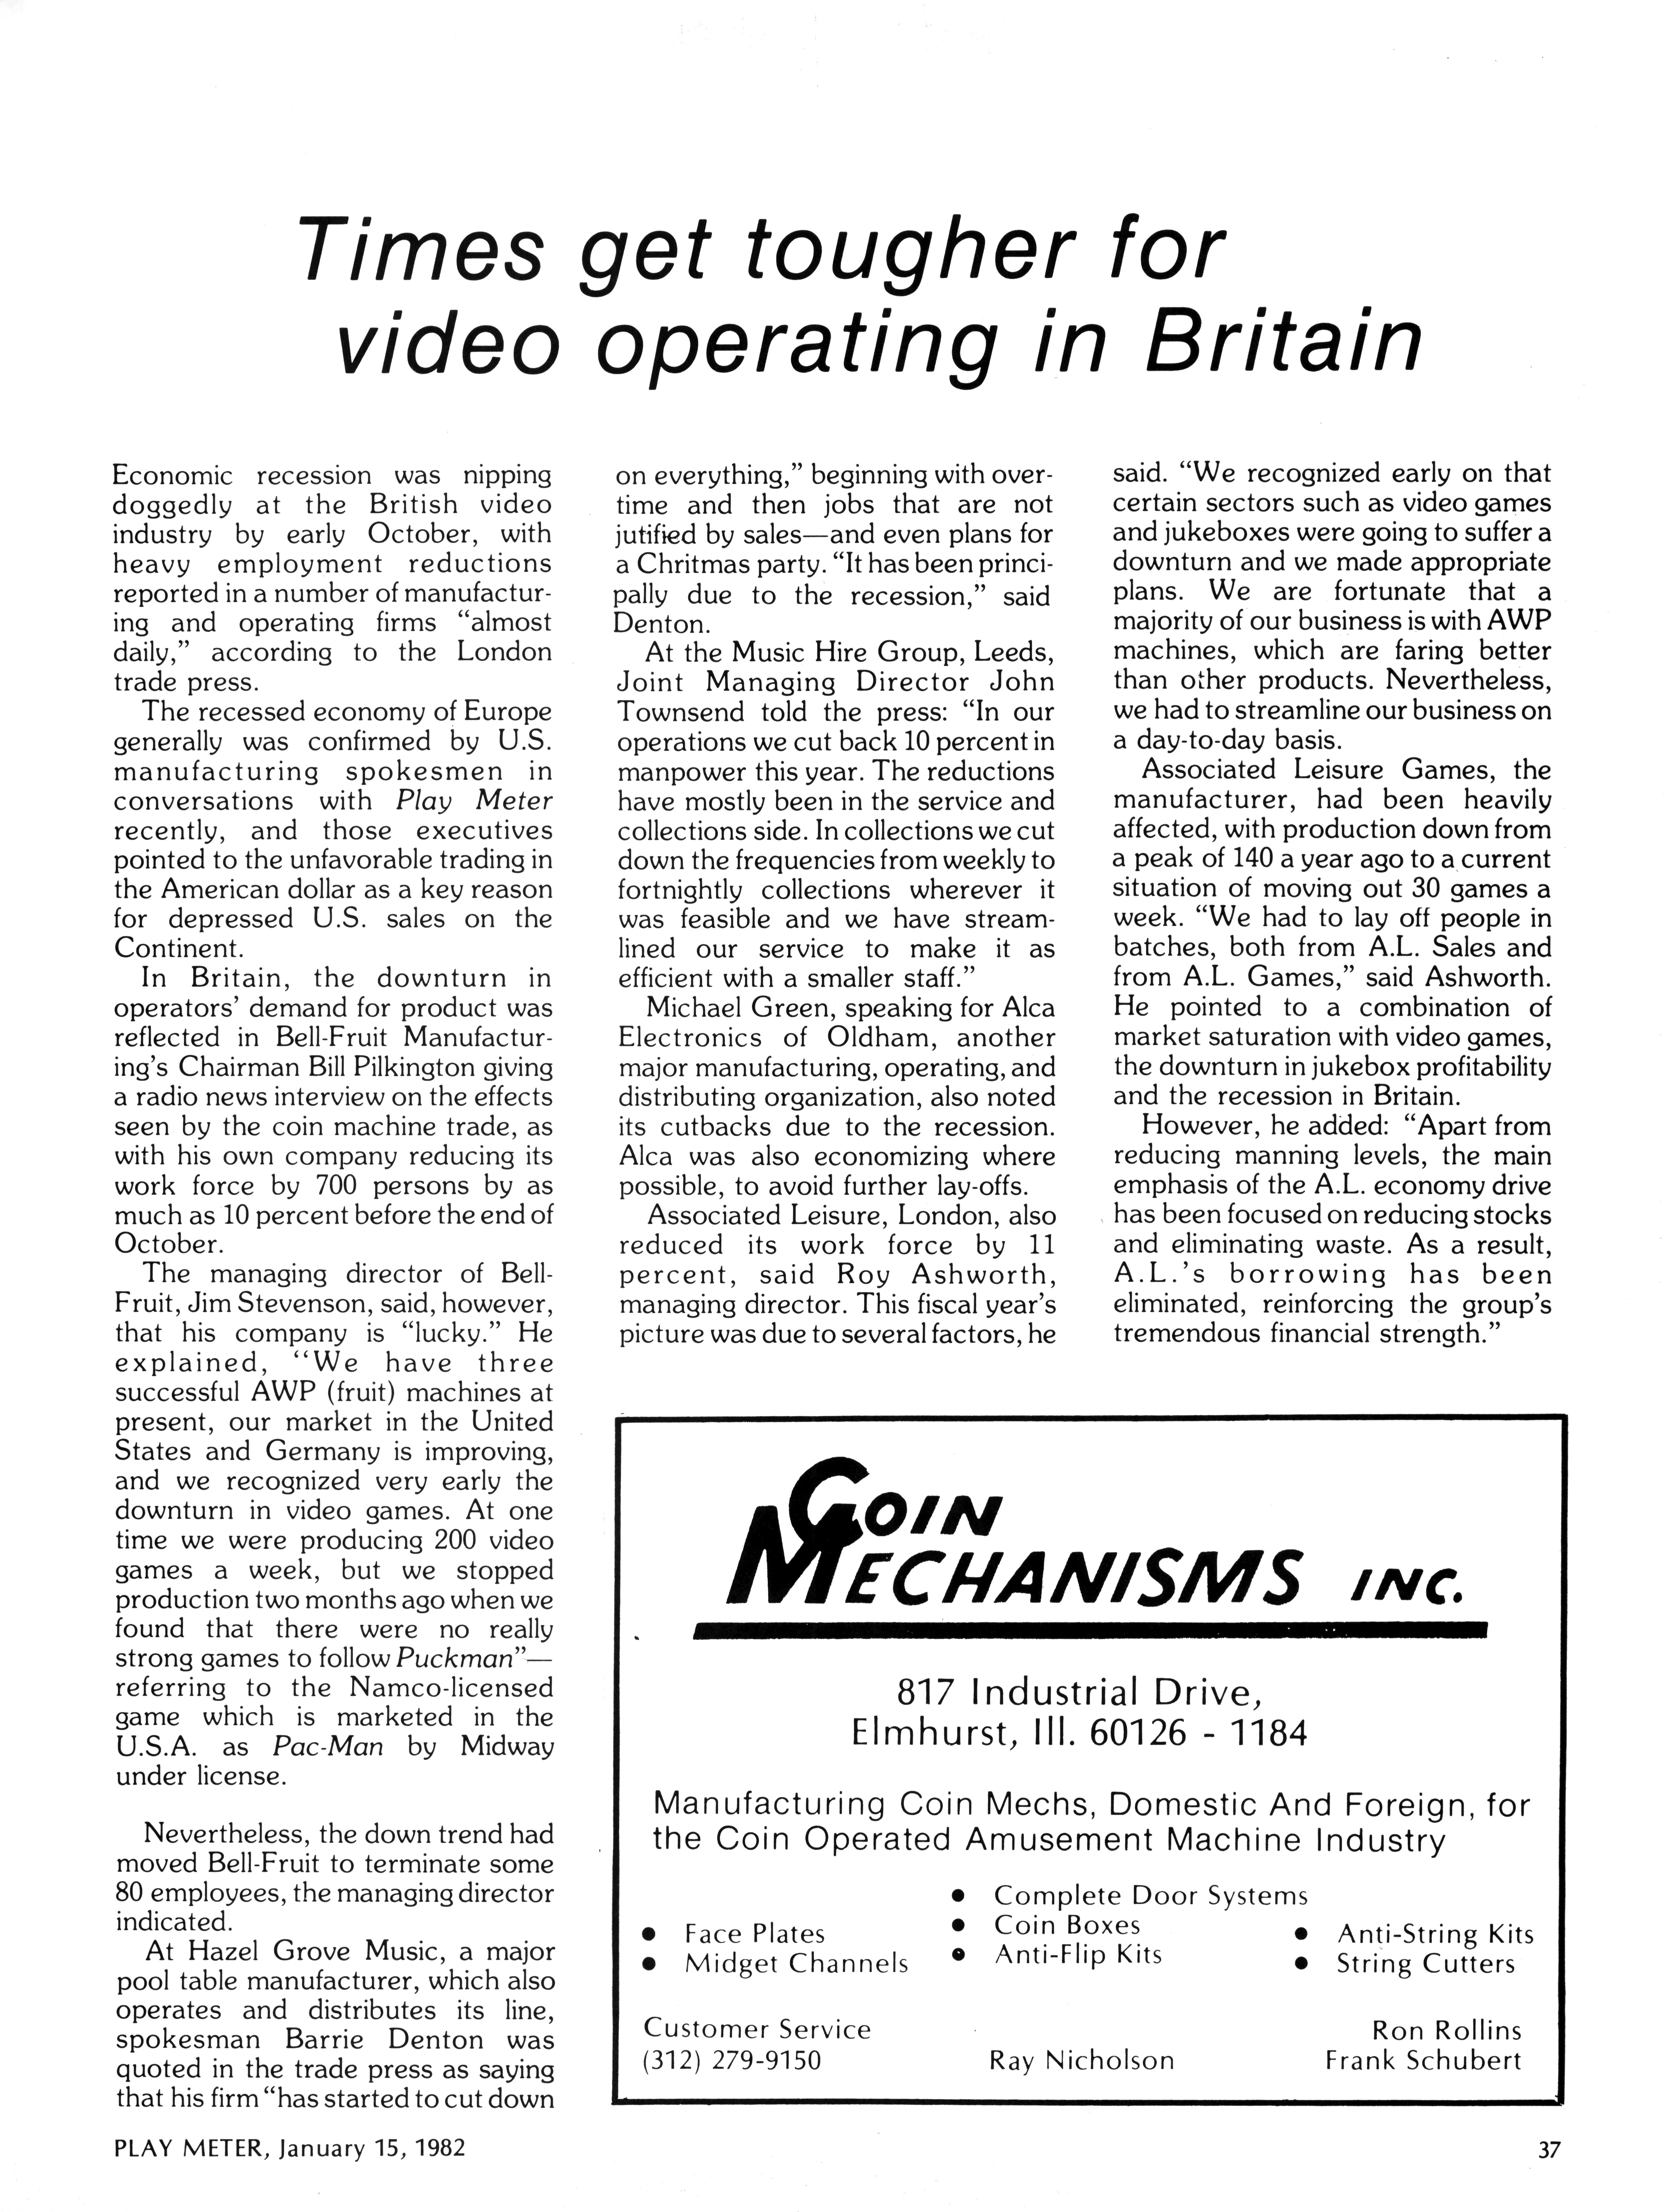 Times get tougher for
video operating in Britain
Economic recession was nipping
doggedly at the British video
industry by early October, with
heavy employment reductions
reported in a number of manufactur-
ing and operating firms “almost
daily,” according to the London
trade press.
The recessed economy of Europe
generally was confirmed by U.S.
manufacturing spokesmen in
conversations with Play Meter
recently, and those executives
pointed to the unfavorable trading in
the American dollar as a key reason
for depressed U.S. sales on the
Continent.
In Britain, the downturn in
operators’ demand for product was
reflected in Bell-Fruit Manufactur-
ing’s Chairman Bill Pilkington giving
a radio news interview on the effects
seen by the coin machine trade, as
with his own company reducing its
work force by 700 persons by as
much as 10 percent before the end of
October.
The managing director of Bell-
Fruit, Jim Stevenson, said, however,
that his company is “lucky.” He
explained, “We have three
successful AWP (fruit) machines at
present, our market in the United
States and Germany is improving,
and we recognized very early the
downturn in video games. At one
time we were producing 200 video
games a week, but we stopped
production two months ago when we
found that there were no really
strong games to follow Puckman”—
referring to the Namco-licensed
game which is marketed in the
U.S.A. as Pac-Man by Midway
under license.
Nevertheless, the down trend had
moved Bell-Fruit to terminate some
80 employees, the managing director
indicated.
At Hazel Grove Music, a major
pool table manufacturer, which also
operates and distributes its line,
spokesman Barrie Denton was
quoted in the trade press as saying
that his firm “has started to cut down
on everything,” beginning with over-
time and then jobs that are not
jutified by sales—and even plans for
a Chritmas party. “It has been princi-
pally due to the recession,” said
Denton.
At the Music Hire Group, Leeds,
Joint Managing Director John
Townsend told the press: “In our
operations we cut back 10 percent in
manpower this year. The reductions
have mostly been in the service and
collections side. In collections we cut
down the frequencies from weekly to
fortnightly collections wherever it
was feasible and we have stream-
lined our service to make it as
efficient with a smaller staff.”
Michael Green, speaking for Alca
Electronics of Oldham, another
major manufacturing, operating, and
distributing organization, also noted
its cutbacks due to the recession.
Alca was also economizing where
possible, to avoid further lay-offs.
Associated Leisure, London, also
reduced its work force by 11
percent, said Roy Ashworth,
managing director. This fiscal year’s
picture was due to several factors, he
said. “We recognized early on that
certain sectors such as video games
and jukeboxes were going to suffer a
downturn and we made appropriate
plans. We are fortunate that a
majority of our business is with AWP
machines, which are faring better
than other products. Nevertheless,
we had to streamline our business on
a day-to-day basis.
Associated Leisure Games, the
manufacturer, had been heavily
affected, with production down from
a peak of 140 a year ago to a current
situation of moving out 30 games a
week. “We had to lay off people in
batches, both from A.L. Sales and
from A.L. Games,” said Ashworth.
He pointed to a combination of
market saturation with video games,
the downturn in jukebox profitability
and the recession in Britain.
However, he added: “Apart from
reducing manning levels, the main
emphasis of the A.L. economy drive
has been focused on reducing stocks
and eliminating waste. As a result,
A.L.’s borrowing has been
eliminated, reinforcing the group’s
tremendous financial strength.”
COIN
MECHANISMS INC.
817 Industrial Drive,
Elmhurst, Ill. 60126 - 1184
Manufacturing Coin Mechs, Domestic And Foreign, for
the Coin Operated Amusement Machine Industry
• Face Plates
• Midget Channels
• Complete Door Systems
• Coin Boxes
• Anti-Flip Kits
• Anti-String Kits
• String Cutters
Customer Service
(312) 279-9150
Ray Nicholson
Ron Rollins
Frank Schubert
PLAY METER, January 15, 1982
37